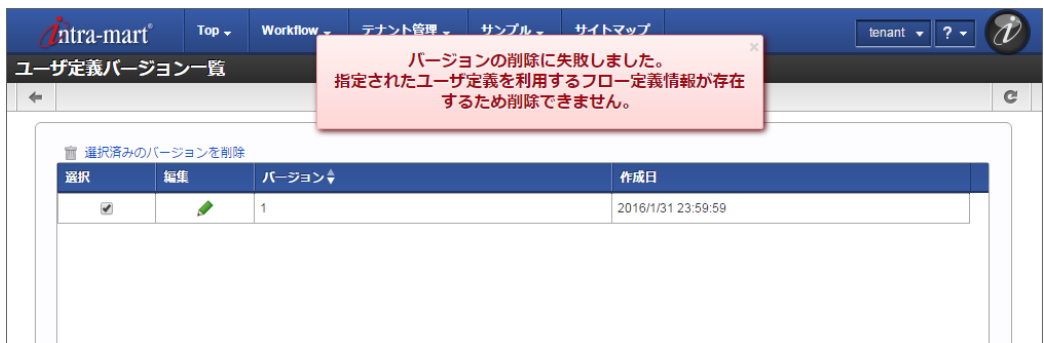 intra-mart® Top Workflow テナント管理 サンプル サイトマップ tenant ?
ユーザ定義バージョン一覧
バージョンの削除に失敗しました。
指定されたユーザ定義を利用するフロー定義情報が存在
するため削除できません。
選択済みのバージョンを削除
選択 編集 バージョン 作成日
1 2016/1/31 23:59:59